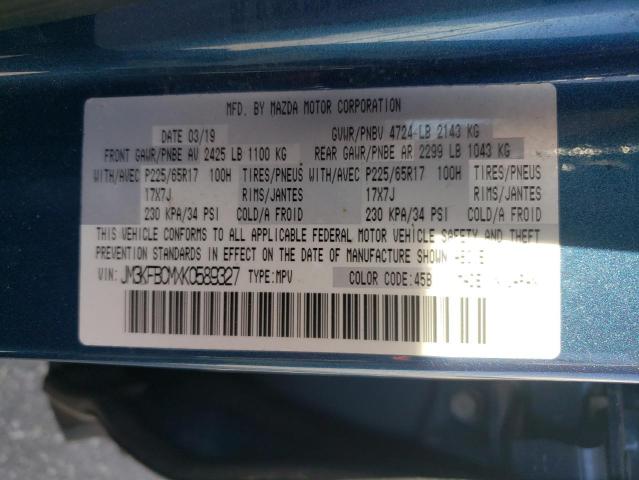 MFD. BY MAZDA MOTOR CORPORATION
DATE 03/19 GVWR/PNBV 4724-LB 2143 KG
FRONT GAWR/PNBE AV 2425 LB 1100 KG REAR GAWR/PNBE AR 2299 LB 1043 KG
WITH/AVEC P225/65R17 100H TIRES/PNEUS WITH/AVEC P225/65R17 100H TIRES/PNEUS
17X7J RIMS/JANTES 17X7J RIMS/JANTES
230 KPA/34 PSI COLD/A FROID 230 KPA/34 PSI COLD/A FROID
THIS VEHICLE CONFORMS TO ALL APPLICABLE FEDERAL MOTOR VEHICLE SAFETY AND THEFT
PREVENTION STANDARDS IN EFFECT ON THE DATE OF MANUFACTURE SHOWN ABOVE
VIN: JM3KFBCMXK0589327 TYPE:MPV COLOR CODE:45B MADE IN JAPAN